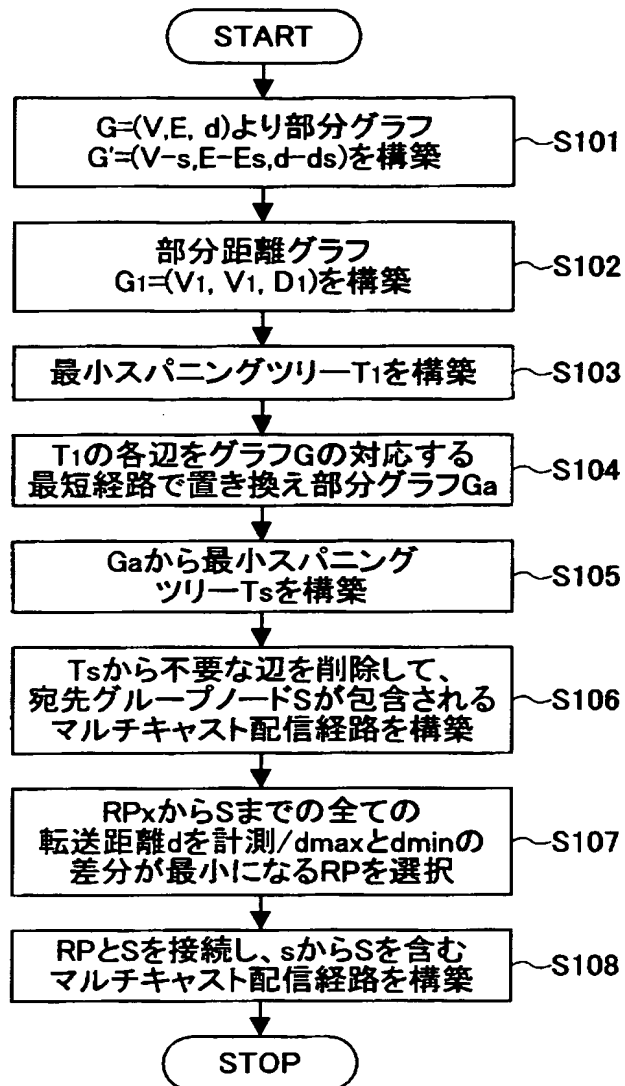 START
G=(V,E, d)より部分グラフ
G'=(V-s,E-Es,d-ds)を構築
S101
部分距離グラフ
G1=(V1, V1, D1)を構築
S102
最小スパニングツリーT1を構築
S103
T1の各辺をグラフGの対応する
最短経路で置き換え部分グラフGa
S104
Gaから最小スパニング
ツリーTsを構築
S105
Tsから不要な辺を削除して、
宛先グループノードSが包含される
マルチキャスト配信経路を構築
S106
RPxからSまでの全ての
転送距離dを計測/dmaxとdminの
差分が最小になるRPを選択
S107
RPとSを接続し、sからSを含む
マルチキャスト配信経路を構築
S108
STOP